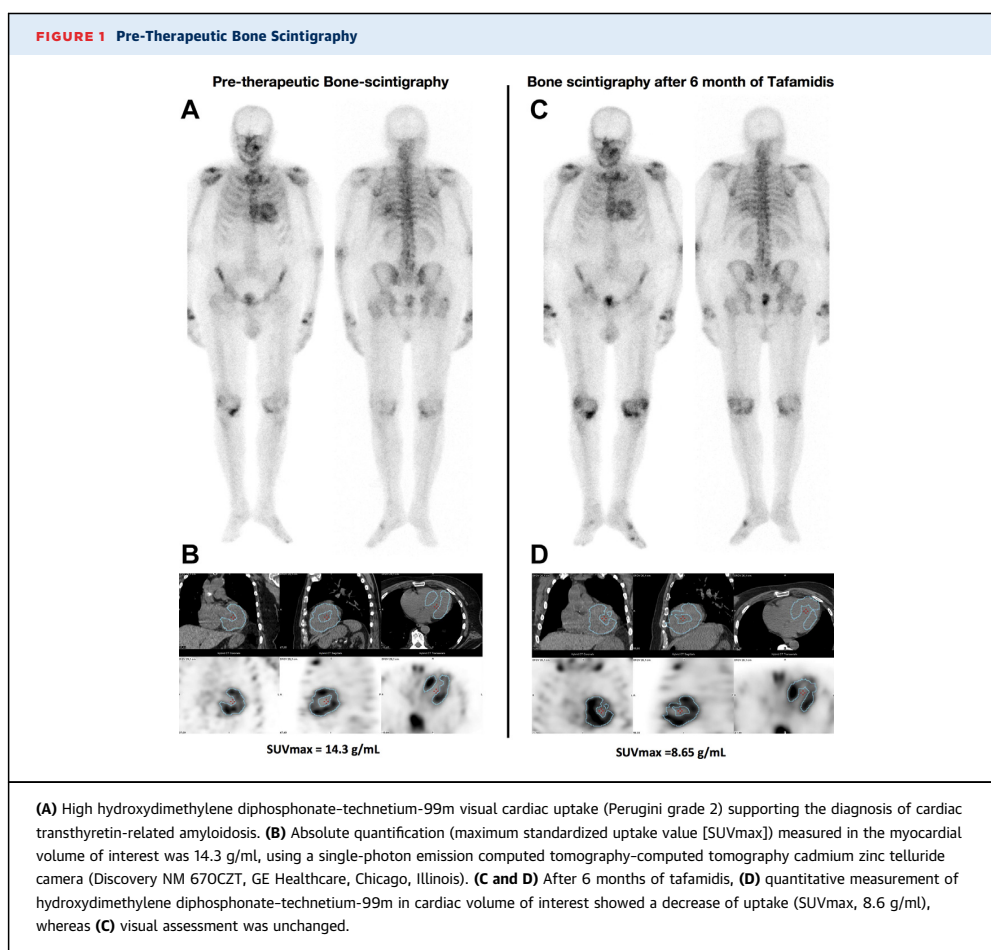 FIGURE 1 Pre-Therapeutic Bone Scintigraphy
Pre-therapeutic Bone-scintigraphy
Bone scintigraphy after 6 month of Tafamidis
A
C
B
D
SUVmax = 14.3 g/mL
SUVmax =8.65 g/mL
(A) High hydroxydimethylene diphosphonate-technetium-99m visual cardiac uptake (Perugini grade 2) supporting the diagnosis of cardiac
transthyretin-related amyloidosis. (B) Absolute quantification (maximum standardized uptake value [SUVmax]) measured in the myocardial
volume of interest was 14.3 g/ml, using a single-photon emission computed tomography-computed tomography cadmium zinc telluride
camera (Discovery NM 670CZT, GE Healthcare, Chicago, Illinois). (C and D) After 6 months of tafamidis, (D) quantitative measurement of
hydroxydimethylene diphosphonate-technetium-99m in cardiac volume of interest showed a decrease of uptake (SUVmax, 8.6 g/ml),
whereas (C) visual assessment was unchanged.